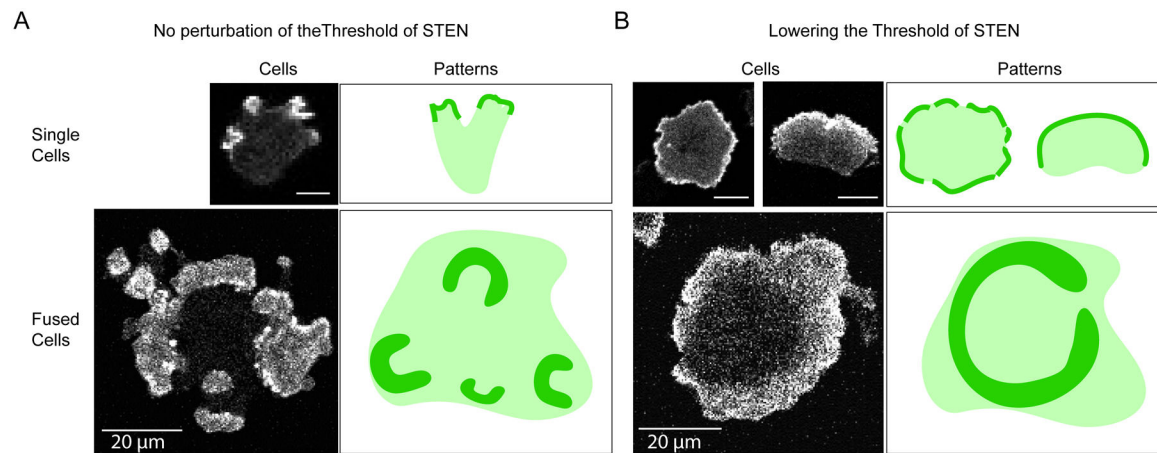 A
No perturbation of theThreshold of STEN
Cells
Patterns
Single
Cells
Fused
Cells
20 μm
B
Lowering the Threshold of STEN
Cells
Patterns
20 μm